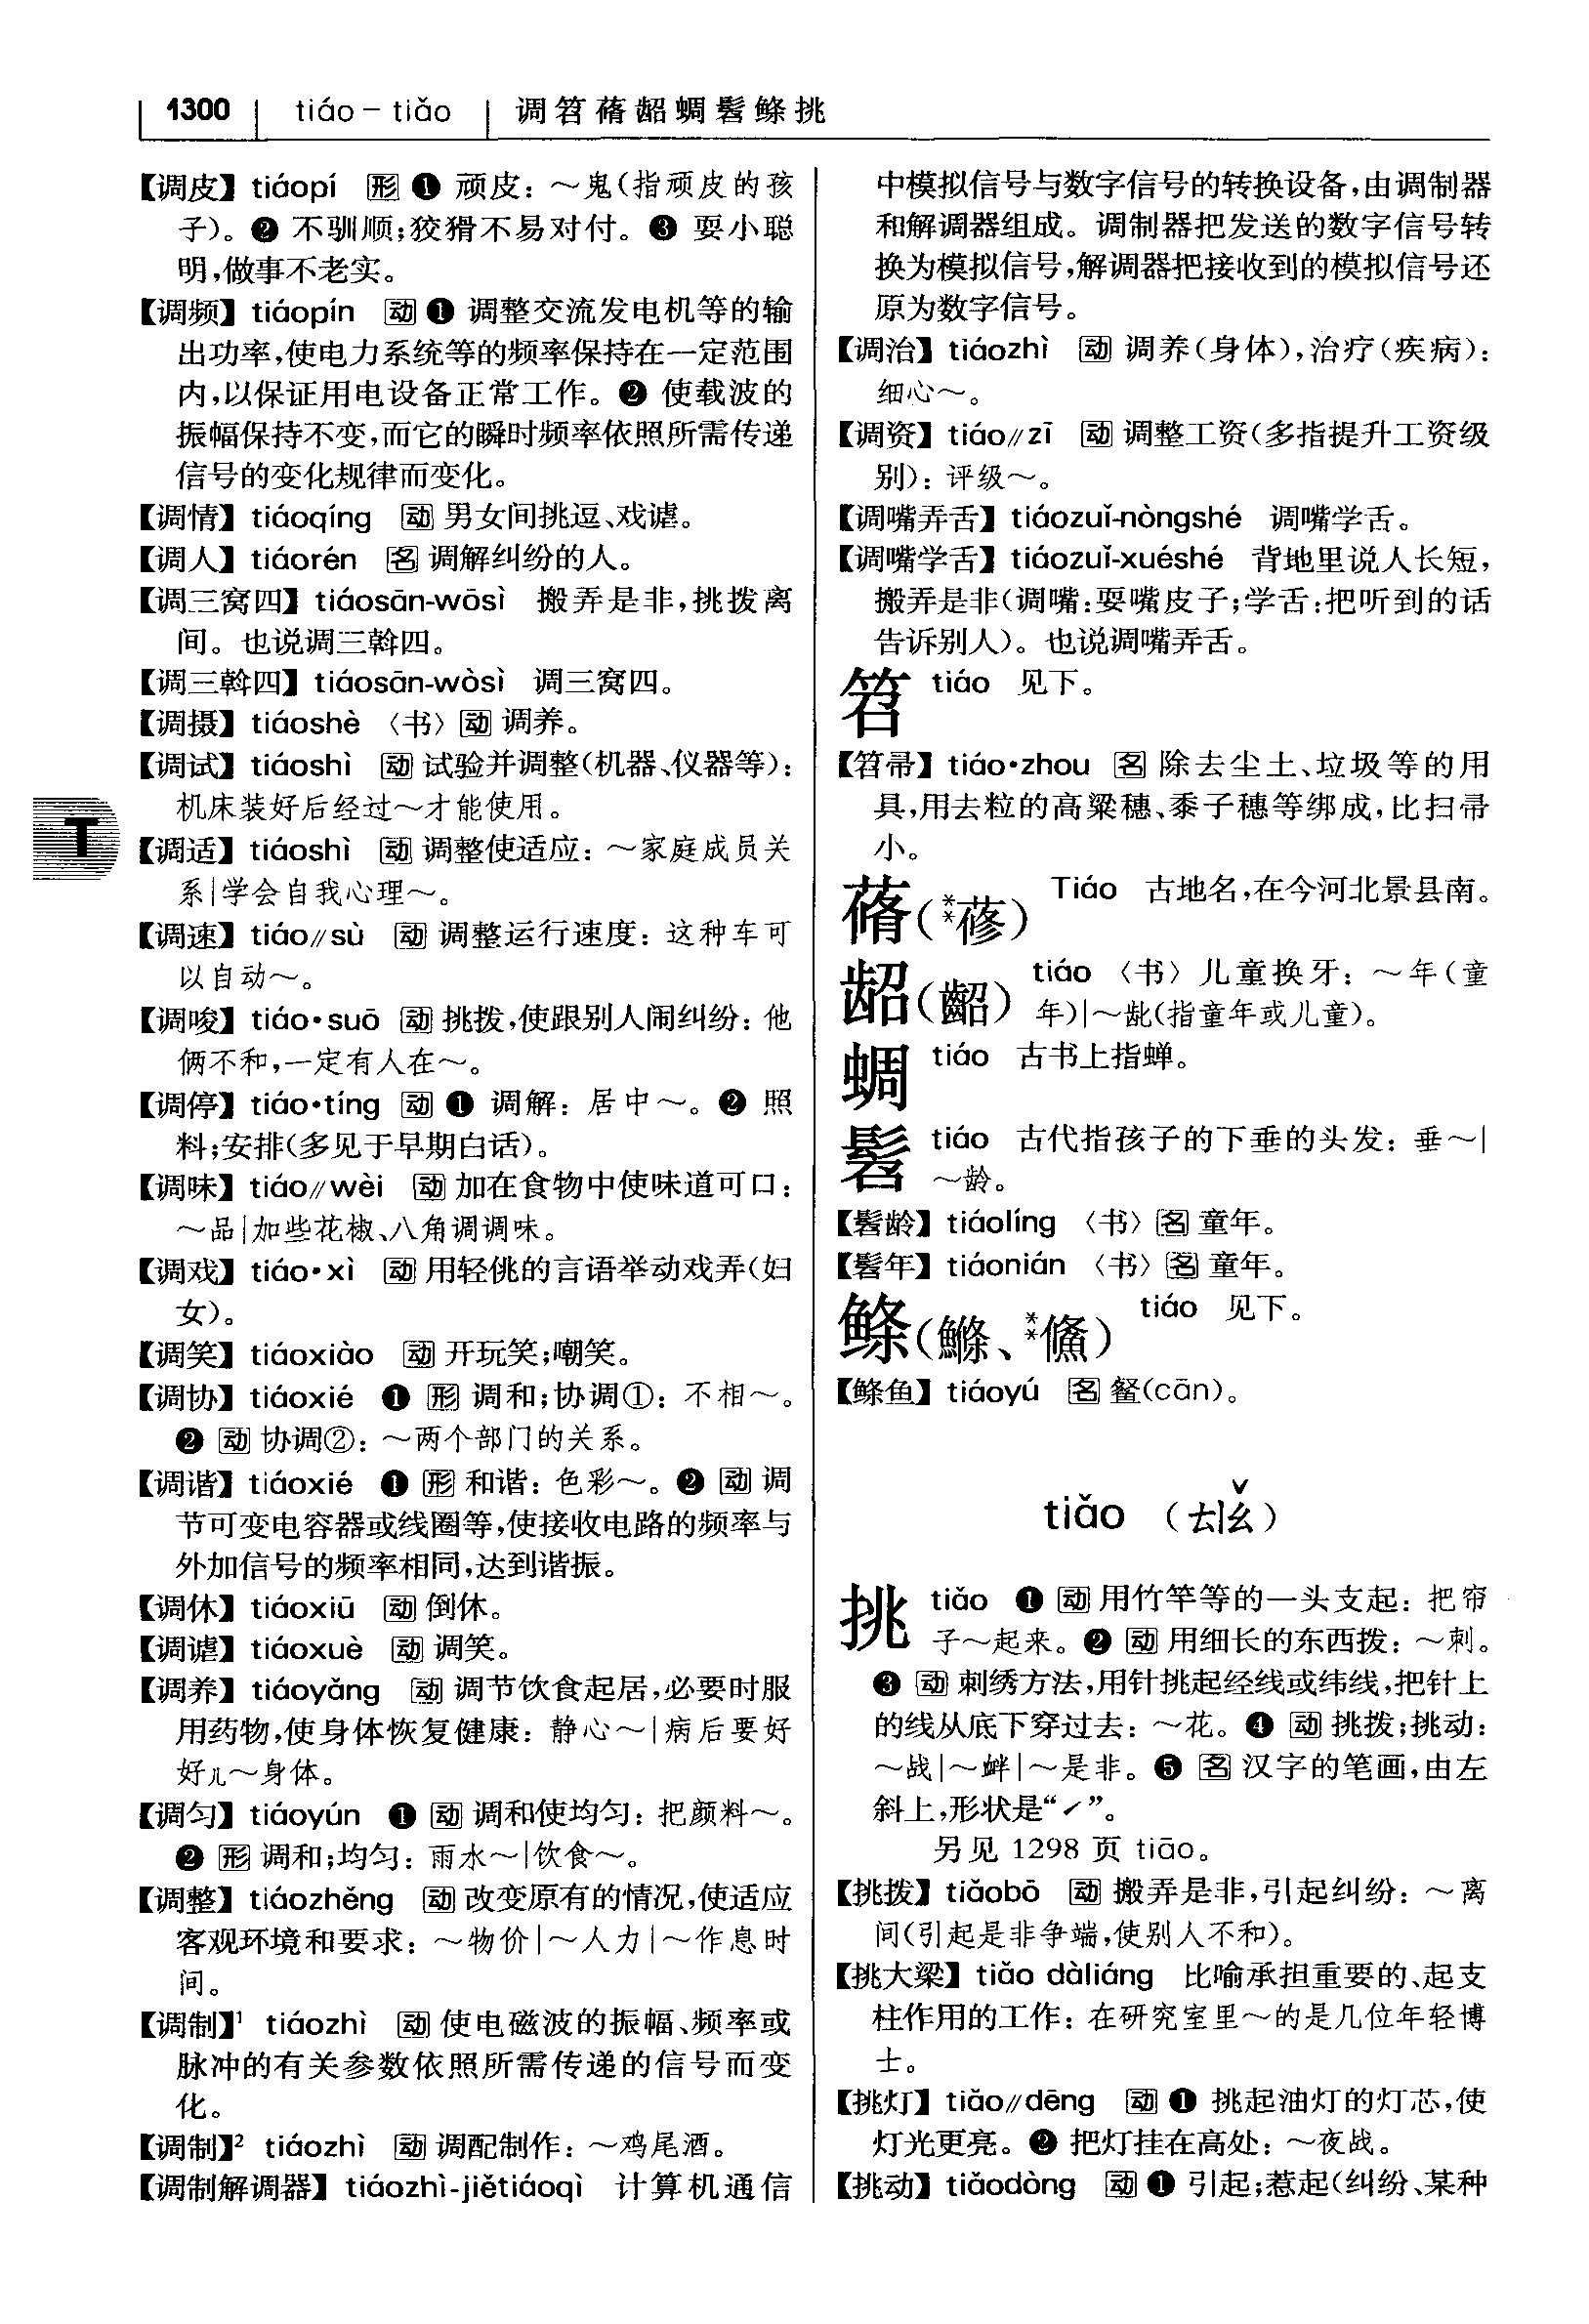 1300 tiáo－tiǎo 调笤蓨龆蜩髫鲦挑
【调皮】 tiáopí 形 ❶ 顽皮：～鬼（指顽皮的孩
子）。❷ 不驯顺；狡猾不易对付。❸ 耍小聪
明，做事不老实。
【调频】 tiáopín 动 ❶ 调整交流发电机等的输
出功率，使电力系统等的频率保持在一定范围
内，以保证用电设备正常工作。❷ 使载波的
振幅保持不变，而它的瞬时频率依照所需传递
信号的变化规律而变化。
【调情】 tiáoqíng 动 男女间挑逗、戏谑。
【调人】 tiáorén 名 调解纠纷的人。
【调三窝四】 tiáosān-wōsì 搬弄是非，挑拨离
间。也说调三斡四。
【调三斡四】 tiáosān-wòsì 调三窝四。
【调摄】 tiáoshè 〈书〉 动 调养。
【调试】 tiáoshì 动 试验并调整（机器、仪器等）：
机床装好后经过～才能使用。
T
【调适】 tiáoshì 动 调整使适应：～家庭成员关
系|学会自我心理～。
【调速】 tiáo∥sù 动 调整运行速度：这种车可
以自动～。
【调唆】 tiáo•suō 动 挑拨，使跟别人闹纠纷：他
俩不和，一定有人在～。
【调停】 tiáo•tíng 动 ❶ 调解：居中～。❷ 照
料；安排（多见于早期白话）。
【调味】 tiáo∥wèi 动 加在食物中使味道可口：
～品|加些花椒、八角调调味。
【调戏】 tiáo•xì 动 用轻佻的言语举动戏弄（妇
女）。
【调笑】 tiáoxiào 动 开玩笑；嘲笑。
【调协】 tiáoxié ❶ 形 调和；协调①：不相～。
❷ 动 协调②：～两个部门的关系。
【调谐】 tiáoxié ❶ 形 和谐：色彩～。❷ 动 调
节可变电容器或线圈等，使接收电路的频率与
外加信号的频率相同，达到谐振。
【调休】 tiáoxiū 动 倒休。
【调谑】 tiáoxuè 动 调笑。
【调养】 tiáoyǎng 动 调节饮食起居，必要时服
用药物，使身体恢复健康：静心～|病后要好
好儿～身体。
【调匀】 tiáoyún ❶ 动 调和使均匀：把颜料～。
❷ 形 调和；均匀：雨水～|饮食～。
【调整】 tiáozhěng 动 改变原有的情况，使适应
客观环境和要求：～物价|～人力|～作息时
间。
【调制】¹ tiáozhì 动 使电磁波的振幅、频率或
脉冲的有关参数依照所需传递的信号而变
化。
【调制】² tiáozhì 动 调配制作：～鸡尾酒。
【调制解调器】 tiáozhì-jiětiáoqì 计算机通信
中模拟信号与数字信号的转换设备，由调制器
和解调器组成。调制器把发送的数字信号转
换为模拟信号，解调器把接收到的模拟信号还
原为数字信号。
【调治】 tiáozhì 动 调养（身体），治疗（疾病）：
细心～。
【调资】 tiáo∥zī 动 调整工资（多指提升工资级
别）：评级～。
【调嘴弄舌】 tiáozuǐ-nòngshé 调嘴学舌。
【调嘴学舌】 tiáozuǐ-xuéshé 背地里说人长短，
搬弄是非（调嘴：耍嘴皮子；学舌：把听到的话
告诉别人）。也说调嘴弄舌。
笤 tiáo 见下。
【笤帚】 tiáo•zhou 名 除去尘土、垃圾等的用
具，用去粒的高粱穗、黍子穗等绑成，比扫帚
小。
蓨（**蓚） Tiáo 古地名，在今河北景县南。
龆（齠） tiáo 〈书〉 儿童换牙：～年（童
年）|～龀（指童年或儿童）。
蜩 tiáo 古书上指蝉。
髫 tiáo 古代指孩子的下垂的头发：垂～|
～龄。
【髫龄】 tiáolíng 〈书〉 名 童年。
【髫年】 tiáonián 〈书〉 名 童年。
鲦（鰷、**鯈） tiáo 见下。
【鲦鱼】 tiáoyú 名 鲹（cān）。
tiǎo （ㄊㄧㄠˇ）
挑 tiǎo ❶ 动 用竹竿等的一头支起：把帘
子～起来。❷ 动 用细长的东西拨：～刺。
❸ 动 刺绣方法，用针挑起经线或纬线，把针上
的线从底下穿过去：～花。❹ 动 挑拨；挑动：
～战|～衅|～是非。❺ 名 汉字的笔画，由左
斜上，形状是“㇀”。
另见 1298 页 tiāo。
【挑拨】 tiǎobō 动 搬弄是非，引起纠纷：～离
间（引起是非争端，使别人不和）。
【挑大梁】 tiǎo dàliáng 比喻承担重要的、起支
柱作用的工作：在研究室里～的是几位年轻博
士。
【挑灯】 tiǎo∥dēng 动 ❶ 挑起油灯的灯芯，使
灯光更亮。❷ 把灯挂在高处：～夜战。
【挑动】 tiǎodòng 动 ❶ 引起；惹起（纠纷、某种